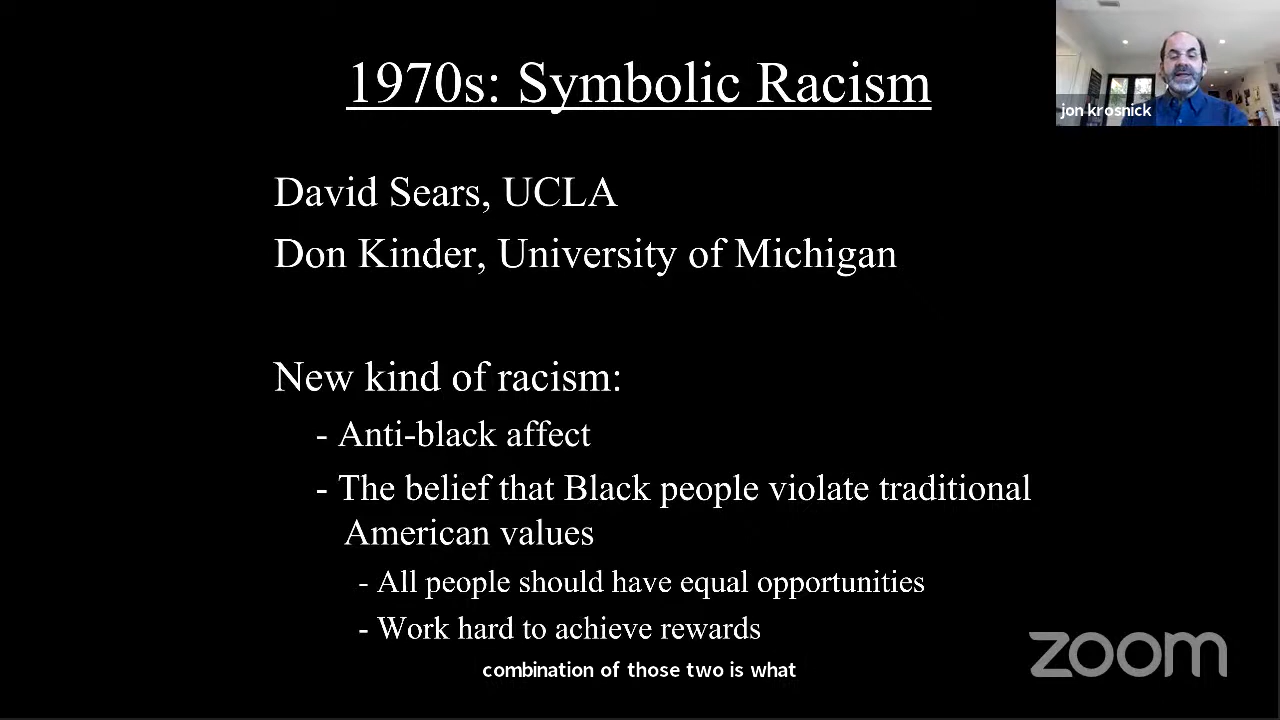 1970s: Symbolic Racism
jon krosnick
David Sears, UCLA
Don Kinder, University of Michigan
New kind of racism:
- Anti-black affect
- The belief that Black people violate traditional
American values
- All people should have equal opportunities
- Work hard to achieve rewards
zoom
combination of those two is what